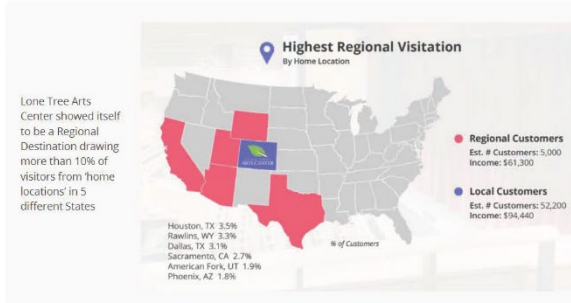 Highest Regional Visitation
By Home Location
Lone Tree Arts
Center showed itself
to be a Regional
Destination drawing
more than 10% of
visitors from ‘home
locations’ in 5
different States
ARTS CENTER
Regional Customers
Est. # Customers: 5,000
Income: $61,300
Local Customers
Est. # Customers: 52,200
Income: $94,440
Houston, TX 3.5%
Rawlins, WY 3.3%
Dallas, TX 3.1%
Sacramento, CA 2.7%
American Fork, UT 1.9%
Phoenix, AZ 1.8%
% of Customers